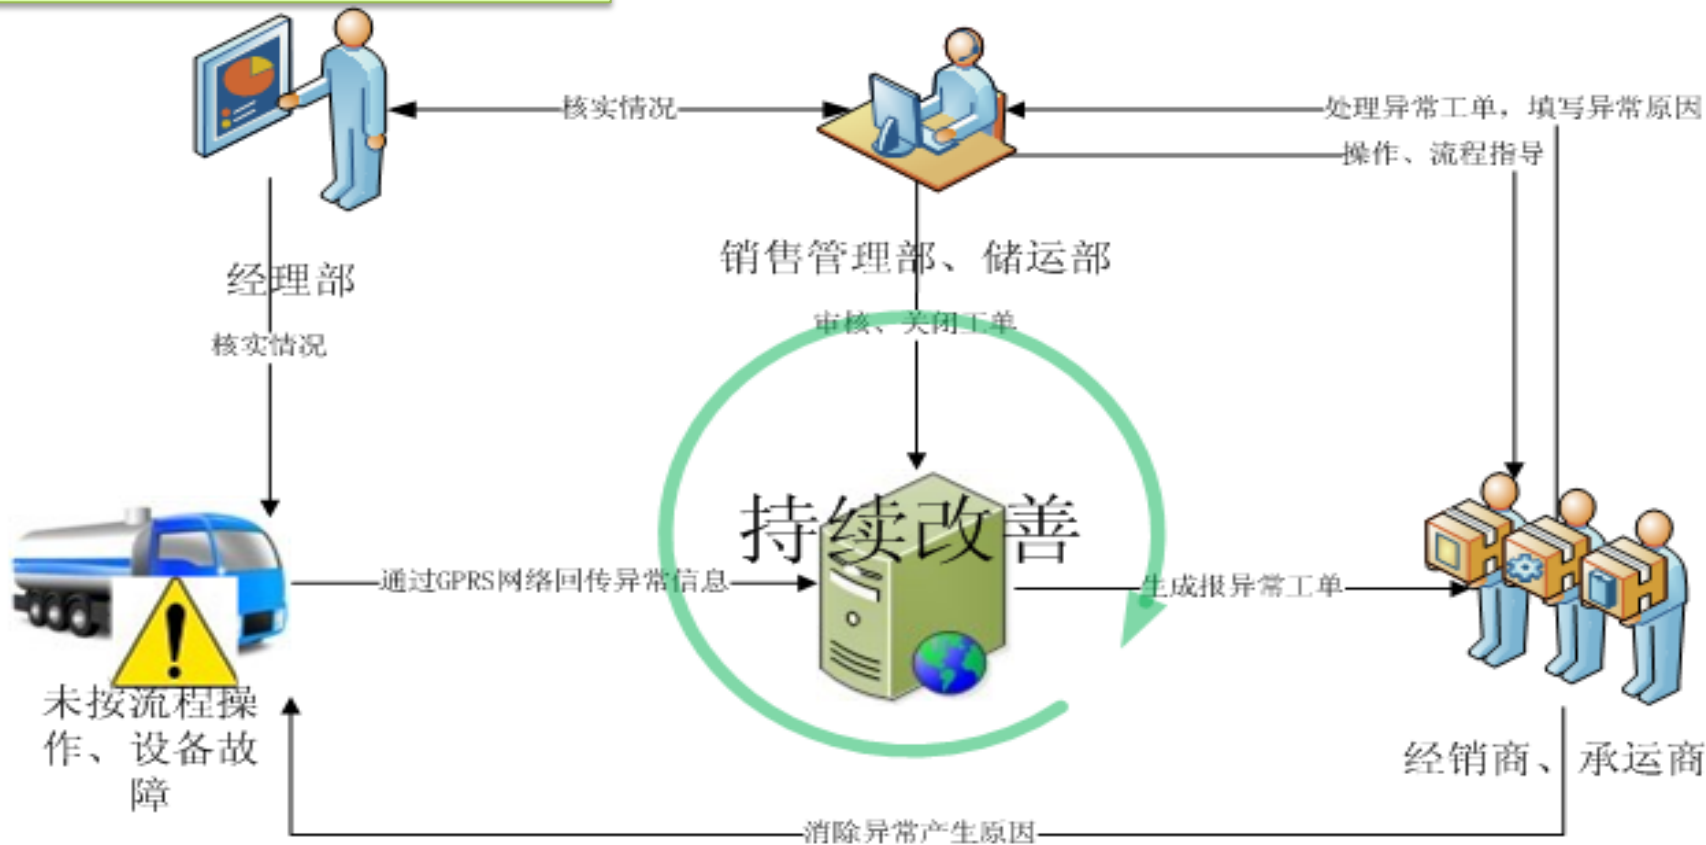 核实情况
处理异常工单，填写异常原因
操作、流程指导
销售管理部、储运部
经理部
审核、关闭工单
核实情况
持续改善
通过GPRS网络回传异常信息
生成报异常工单
未按流程操
作、设备故
障
经销商、承运商
消除异常产生原因